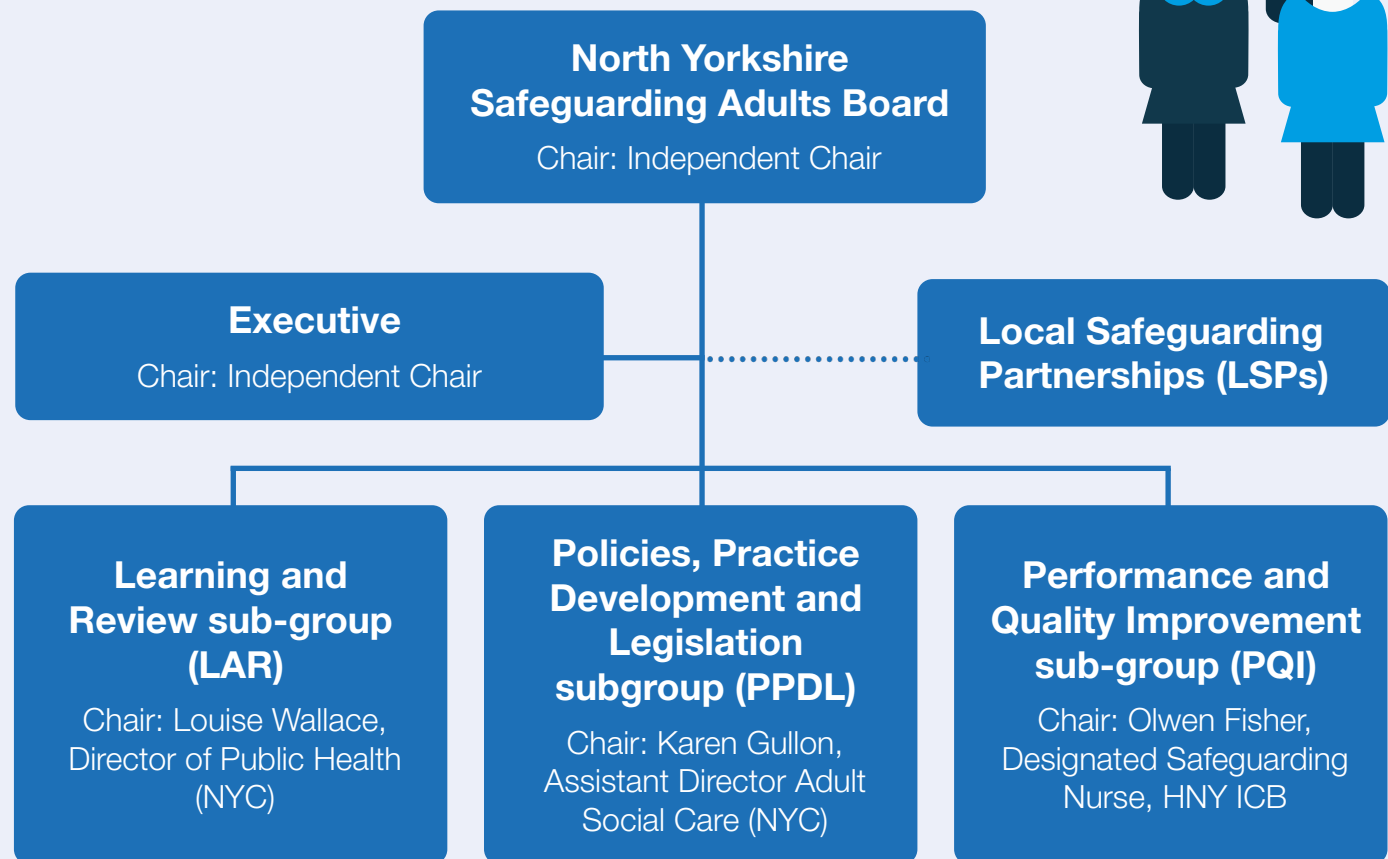 North Yorkshire
Safeguarding Adults Board
Chair: Independent Chair
Executive
Chair: Independent Chair
Local Safeguarding
Partnerships (LSPs)
Learning and
Review sub-group
(LAR)
Chair: Louise Wallace,
Director of Public Health
(NYC)
Policies, Practice
Development and
Legislation
subgroup (PPDL)
Chair: Karen Gullon,
Assistant Director Adult
Social Care (NYC)
Performance and
Quality Improvement
sub-group (PQI)
Chair: Olwen Fisher,
Designated Safeguarding
Nurse, HNY ICB